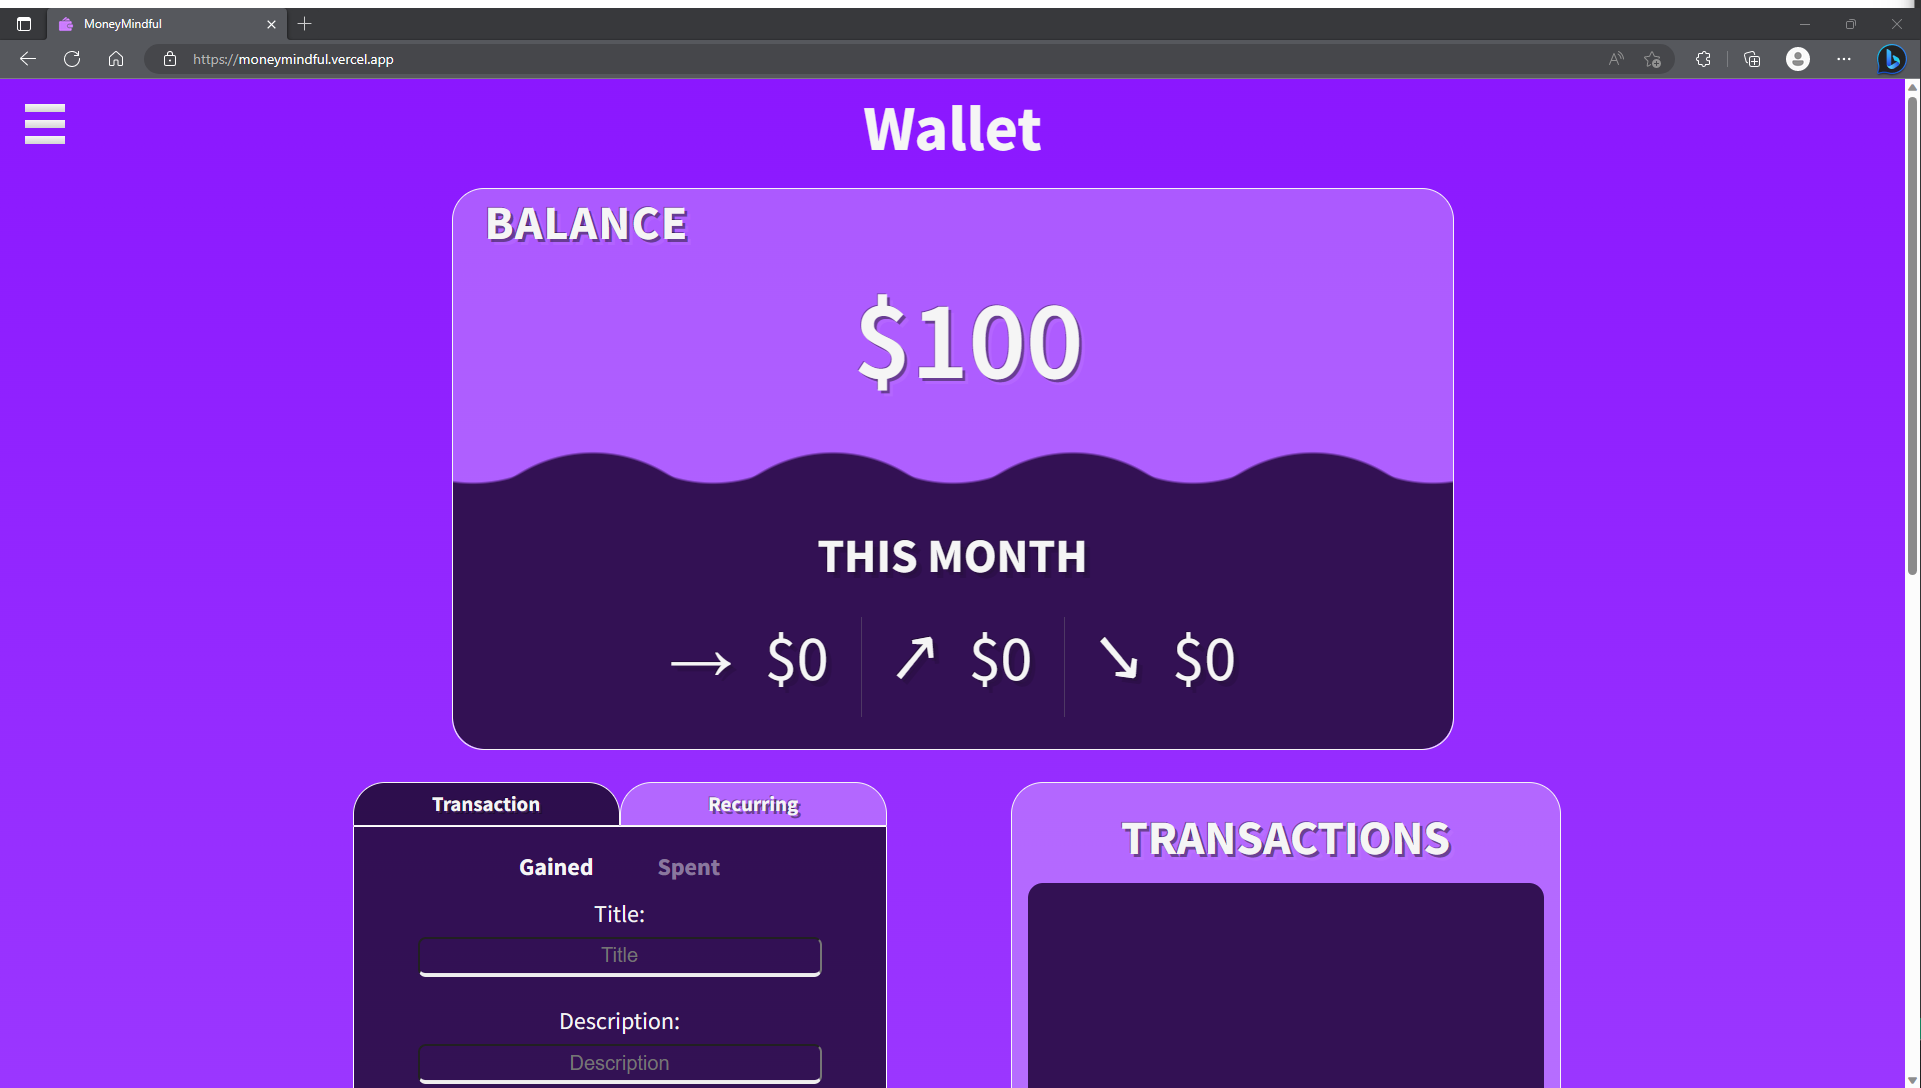 MoneyMindful
https://moneymindful.vercel.app
Wallet
BALANCE
$100
THIS MONTH
→ $0 ↗ $0 ↘ $0
Transaction Recurring
Gained Spent
Title:
Title
Description:
Description
TRANSACTIONS